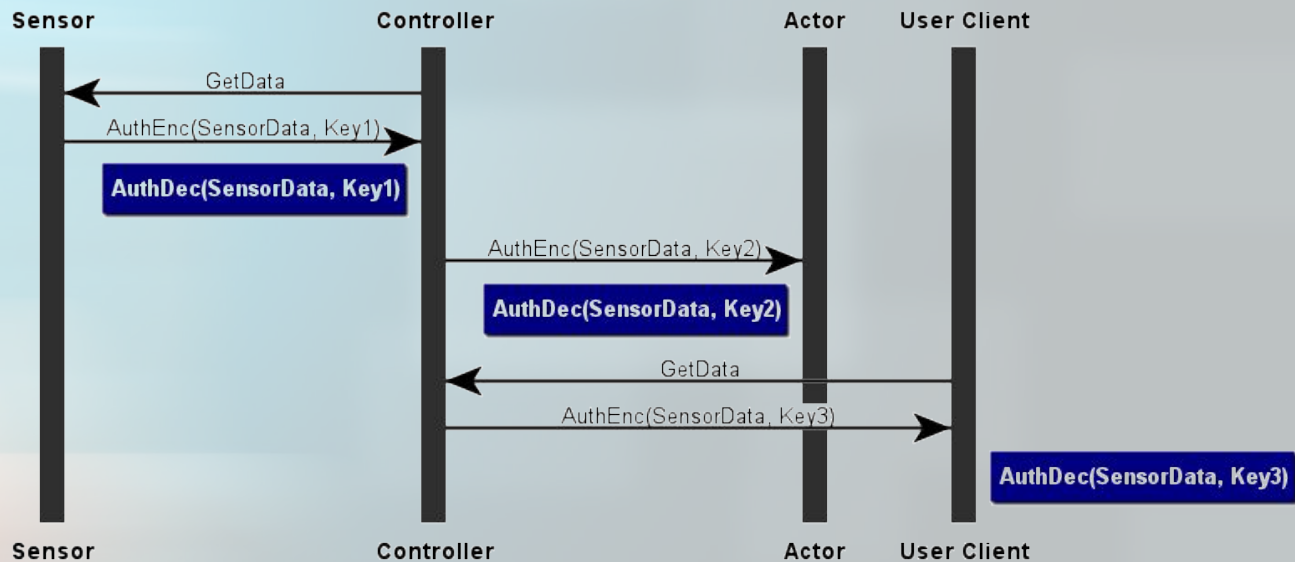 Sensor Controller Actor User Client
GetData
AuthEnc(SensorData, Key1)
AuthDec(SensorData, Key1)
AuthEnc(SensorData, Key2)
AuthDec(SensorData, Key2)
GetData
AuthEnc(SensorData, Key3)
AuthDec(SensorData, Key3)
Sensor Controller Actor User Client